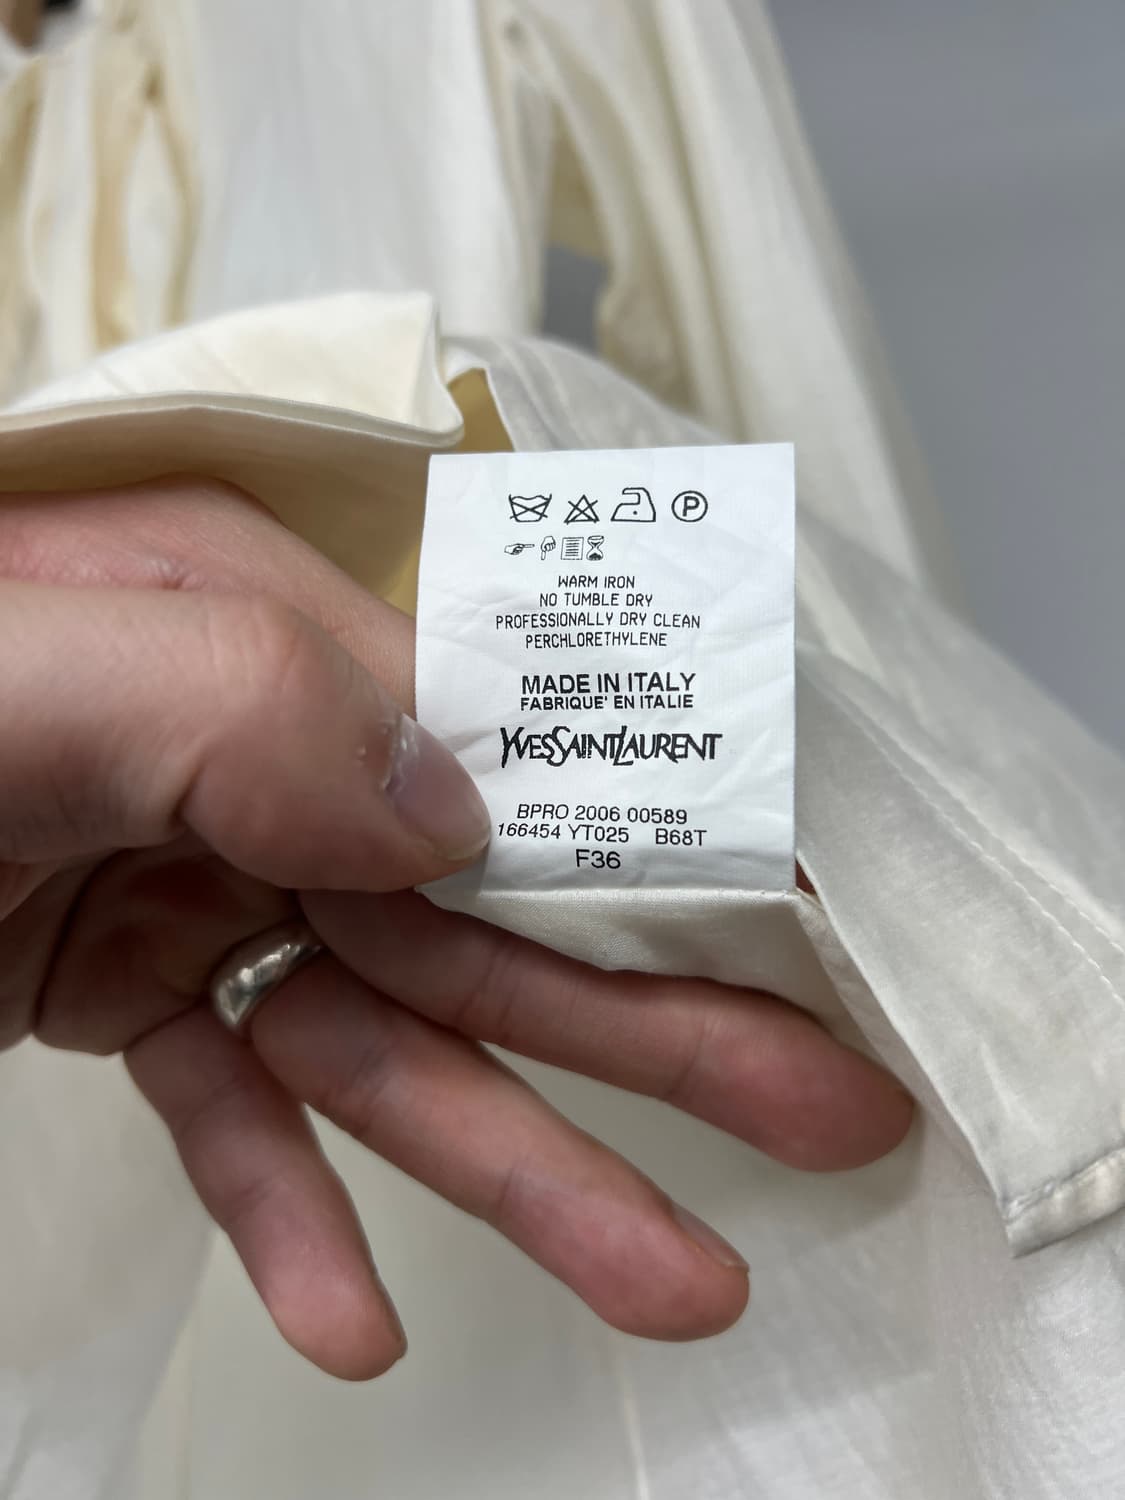 P
WARM IRON
NO TUMBLE DRY
PROFESSIONALLY DRY CLEAN
PERCHLORETHYLENE
MADE IN ITALY
FABRIQUE' EN ITALIE
YVESSAINTLAURENT
BPRO 2006 00589
166454 YT025 B68T
F36